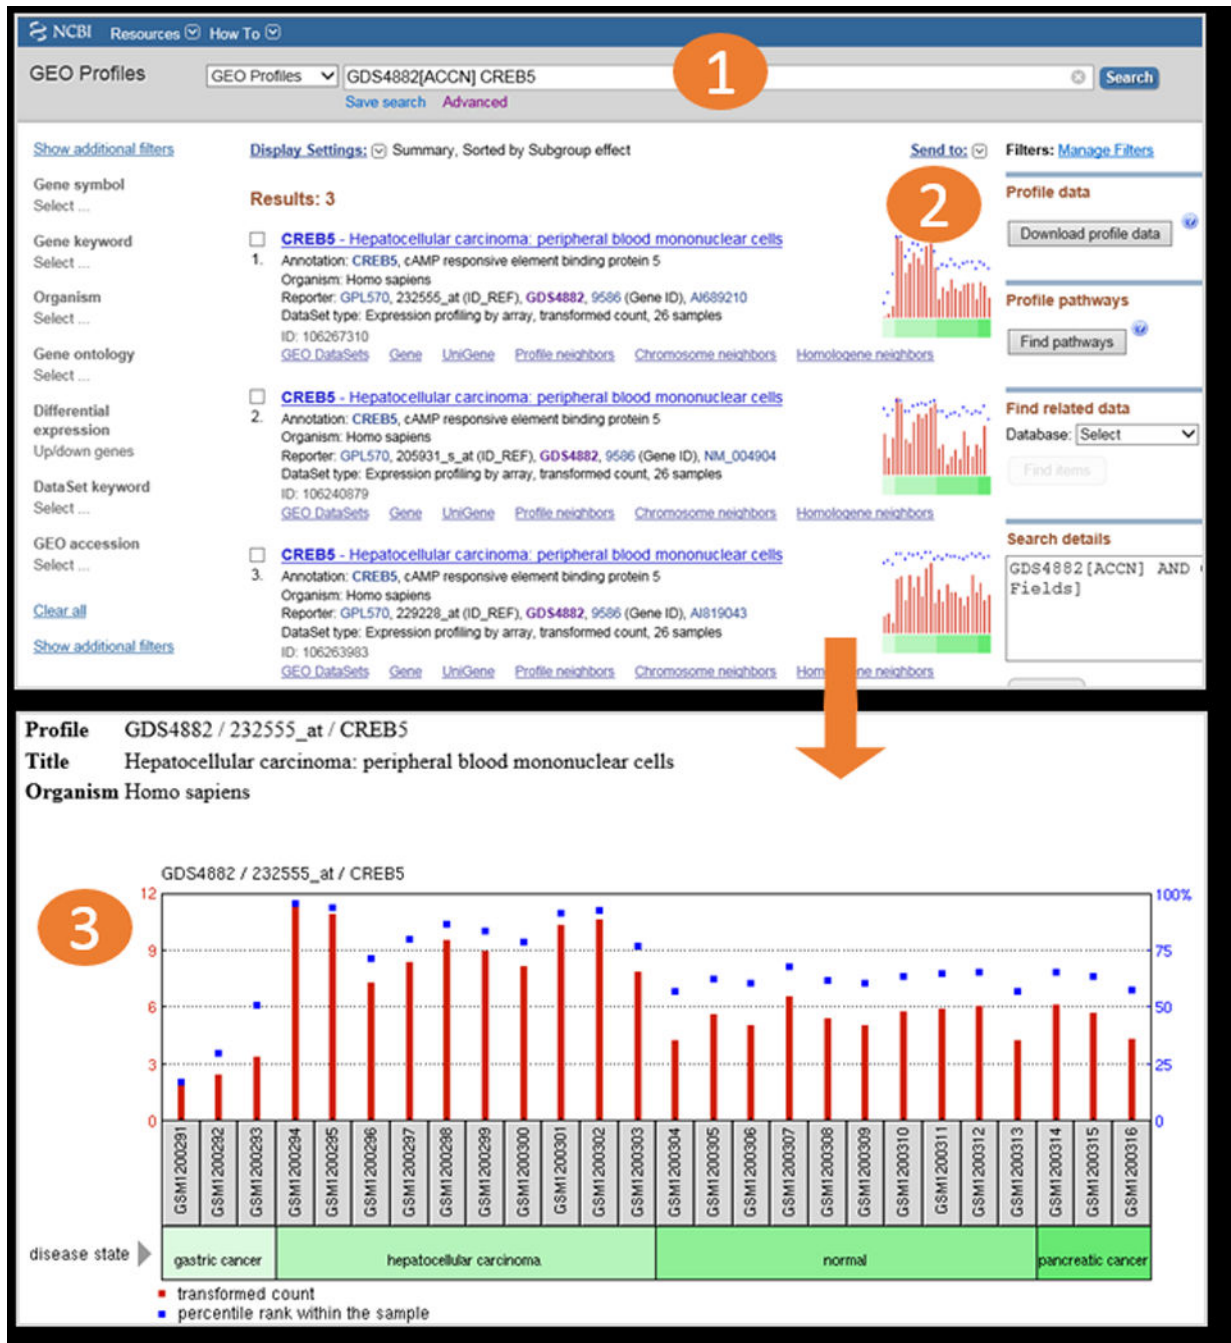 NCBI Resources How To
GEO Profiles GEO Profiles GDS4882[ACCN] CREB5 Search
Save search Advanced
1
Show additional filters
Gene symbol
Select ...
Gene keyword
Select ...
Organism
Select ...
Gene ontology
Select ...
Differential
expression
Up/down genes
DataSet keyword
Select ...
GEO accession
Select ...
Clear all
Show additional filters
Display Settings: Summary, Sorted by Subgroup effect Send to:
2
Results: 3
CREB5 - Hepatocellular carcinoma: peripheral blood mononuclear cells
1. Annotation: CREB5, cAMP responsive element binding protein 5
Organism: Homo sapiens
Reporter: GPL570, 232555_at (ID_REF), GDS4882, 9586 (Gene ID), AI689210
DataSet type: Expression profiling by array, transformed count, 26 samples
ID: 106267310
GEO DataSets Gene UniGene Profile neighbors Chromosome neighbors Homologene neighbors
CREB5 - Hepatocellular carcinoma: peripheral blood mononuclear cells
2. Annotation: CREB5, cAMP responsive element binding protein 5
Organism: Homo sapiens
Reporter: GPL570, 205931_s_at (ID_REF), GDS4882, 9586 (Gene ID), NM_004904
DataSet type: Expression profiling by array, transformed count, 26 samples
ID: 106240879
GEO DataSets Gene UniGene Profile neighbors Chromosome neighbors Homologene neighbors
CREB5 - Hepatocellular carcinoma: peripheral blood mononuclear cells
3. Annotation: CREB5, cAMP responsive element binding protein 5
Organism: Homo sapiens
Reporter: GPL570, 229228_at (ID_REF), GDS4882, 9586 (Gene ID), AI819043
DataSet type: Expression profiling by array, transformed count, 26 samples
ID: 106263983
GEO DataSets Gene UniGene Profile neighbors Chromosome neighbors neighbors
Filters: Manage Filters
Profile data
Download profile data
Profile pathways
Find pathways
Find related data
Database: Select
Find items
Search details
GDS4882[ACCN] AND
Fields]
Profile GDS4882 / 232555_at / CREB5
Title Hepatocellular carcinoma: peripheral blood mononuclear cells
Organism Homo sapiens
3
GDS4882 / 232555_at / CREB5
12 100%
9 75
6 50
3 25
0 0
GSM1200291
GSM1200292
GSM1200293
GSM1200294
GSM1200295
GSM1200296
GSM1200297
GSM1200298
GSM1200299
GSM1200300
GSM1200301
GSM1200302
GSM1200303
GSM1200304
GSM1200305
GSM1200306
GSM1200307
GSM1200308
GSM1200309
GSM1200310
GSM1200311
GSM1200312
GSM1200313
GSM1200314
GSM1200315
GSM1200316
disease state gastric cancer hepatocellular carcinoma normal pancreatic cancer
transformed count
percentile rank within the sample